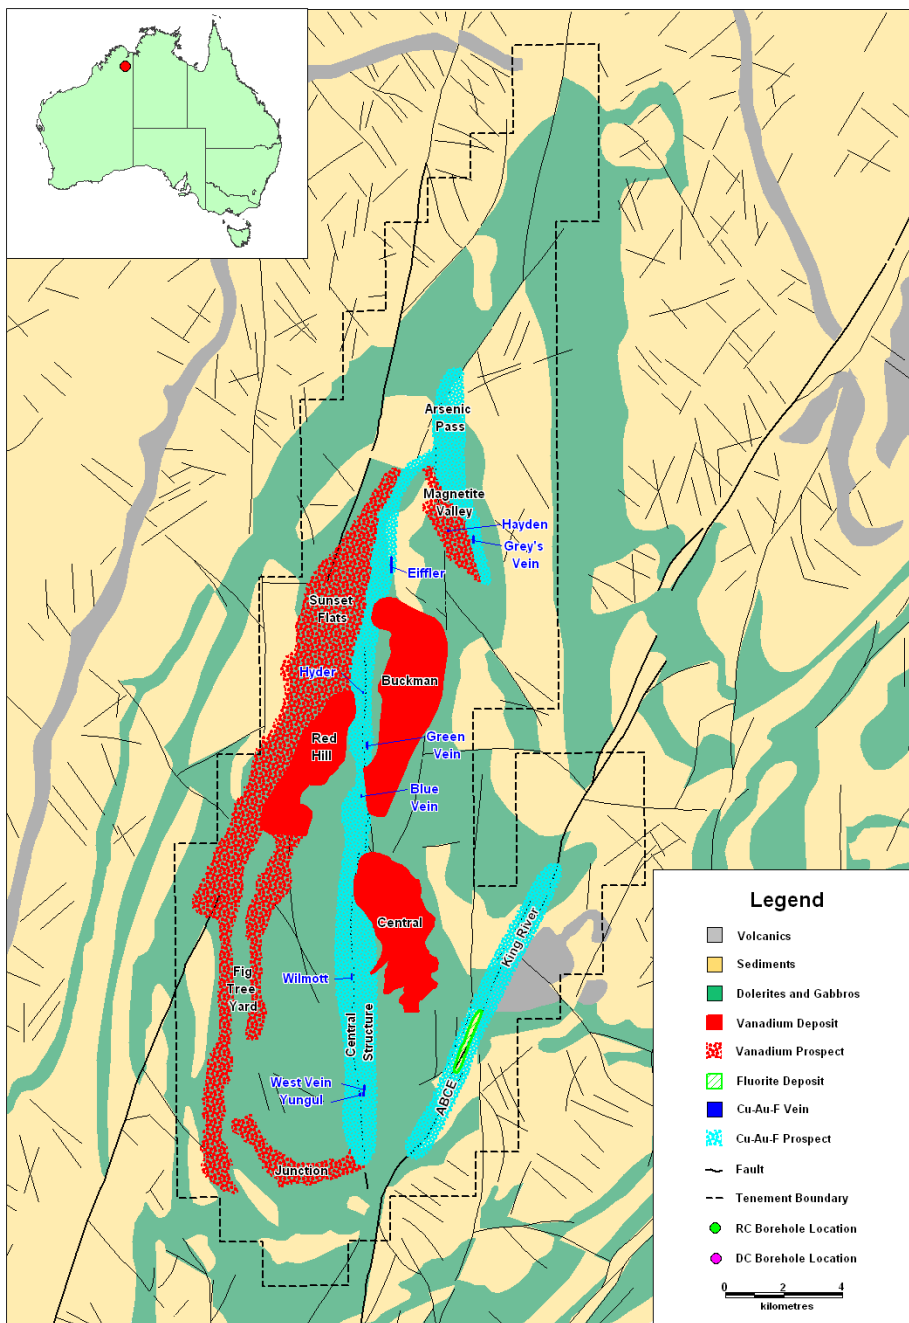 Arsenic
Pass
Magnetite
Valley
Hayden
Grey's
Vein
Eiffler
Sunset
Flats
Hyder
Buckman
Red
Hill
Green
Vein
Blue
Vein
Central
King River
Fig
Tree
Yard
Wilmott
Central
Structure
West Vein
Yungul
ABCE
Junction
Legend
Volcanics
Sediments
Dolerites and Gabbros
Vanadium Deposit
Vanadium Prospect
Fluorite Deposit
Cu-Au-F Vein
Cu-Au-F Prospect
Fault
Tenement Boundary
RC Borehole Location
DC Borehole Location
0 2 4
kilometres